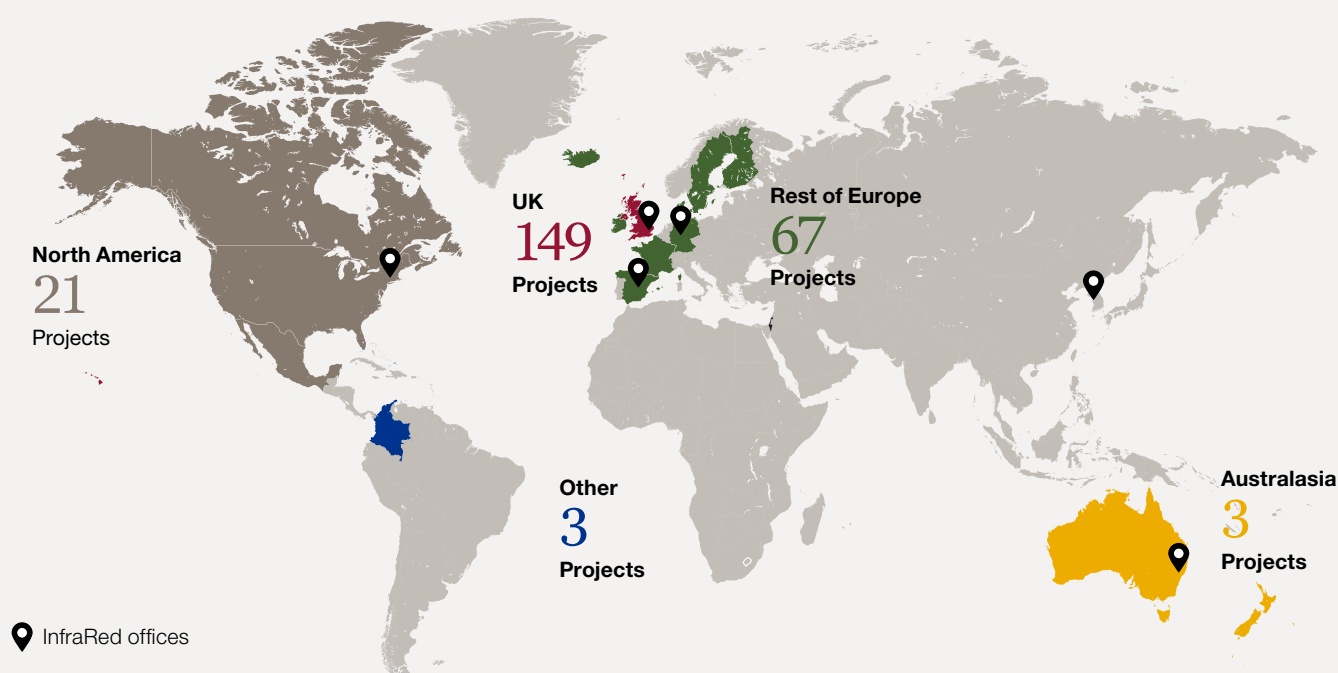 North America
21
Projects
UK
149
Projects
Rest of Europe
67
Projects
Other
3
Projects
Australasia
3
Projects
InfraRed offices